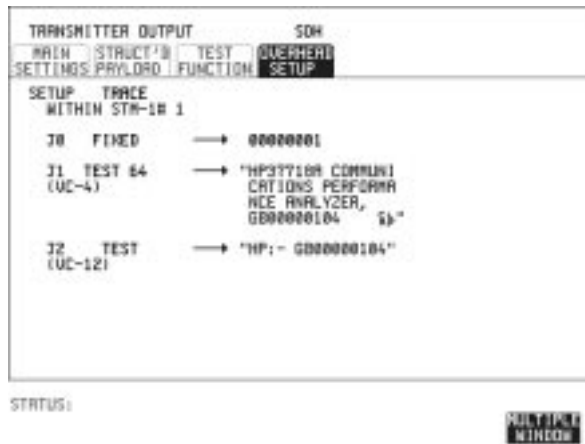 TRANSMITTER OUTPUT SDH
MAIN SETTINGS
STRUCT'D PAYLOAD
TEST FUNCTION
OVERHEAD SETUP
SETUP TRACE
WITHIN STM-1# 1
J0 FIXED → 00000001
J1 TEST 64 → "HP37718A COMMUNI
(VC-4) CATIONS PERFORMA
NCE ANALYZER,
GB00000104
J2 TEST → "HP:- GB00000104"
(VC-12)
STATUS:
MULTIPLE
WINDOW